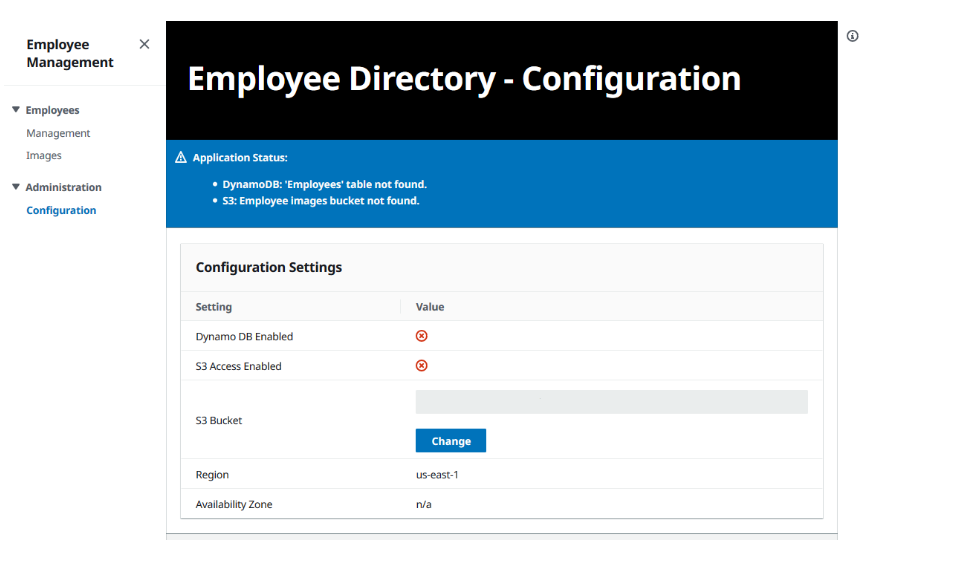 Employee
Management
Employees
Management
Images
Administration
Configuration
Employee Directory - Configuration
Application Status:
DynamoDB: 'Employees' table not found.
S3: Employee images bucket not found.
Configuration Settings
Setting Value
Dynamo DB Enabled
S3 Access Enabled
S3 Bucket
Change
Region us-east-1
Availability Zone n/a